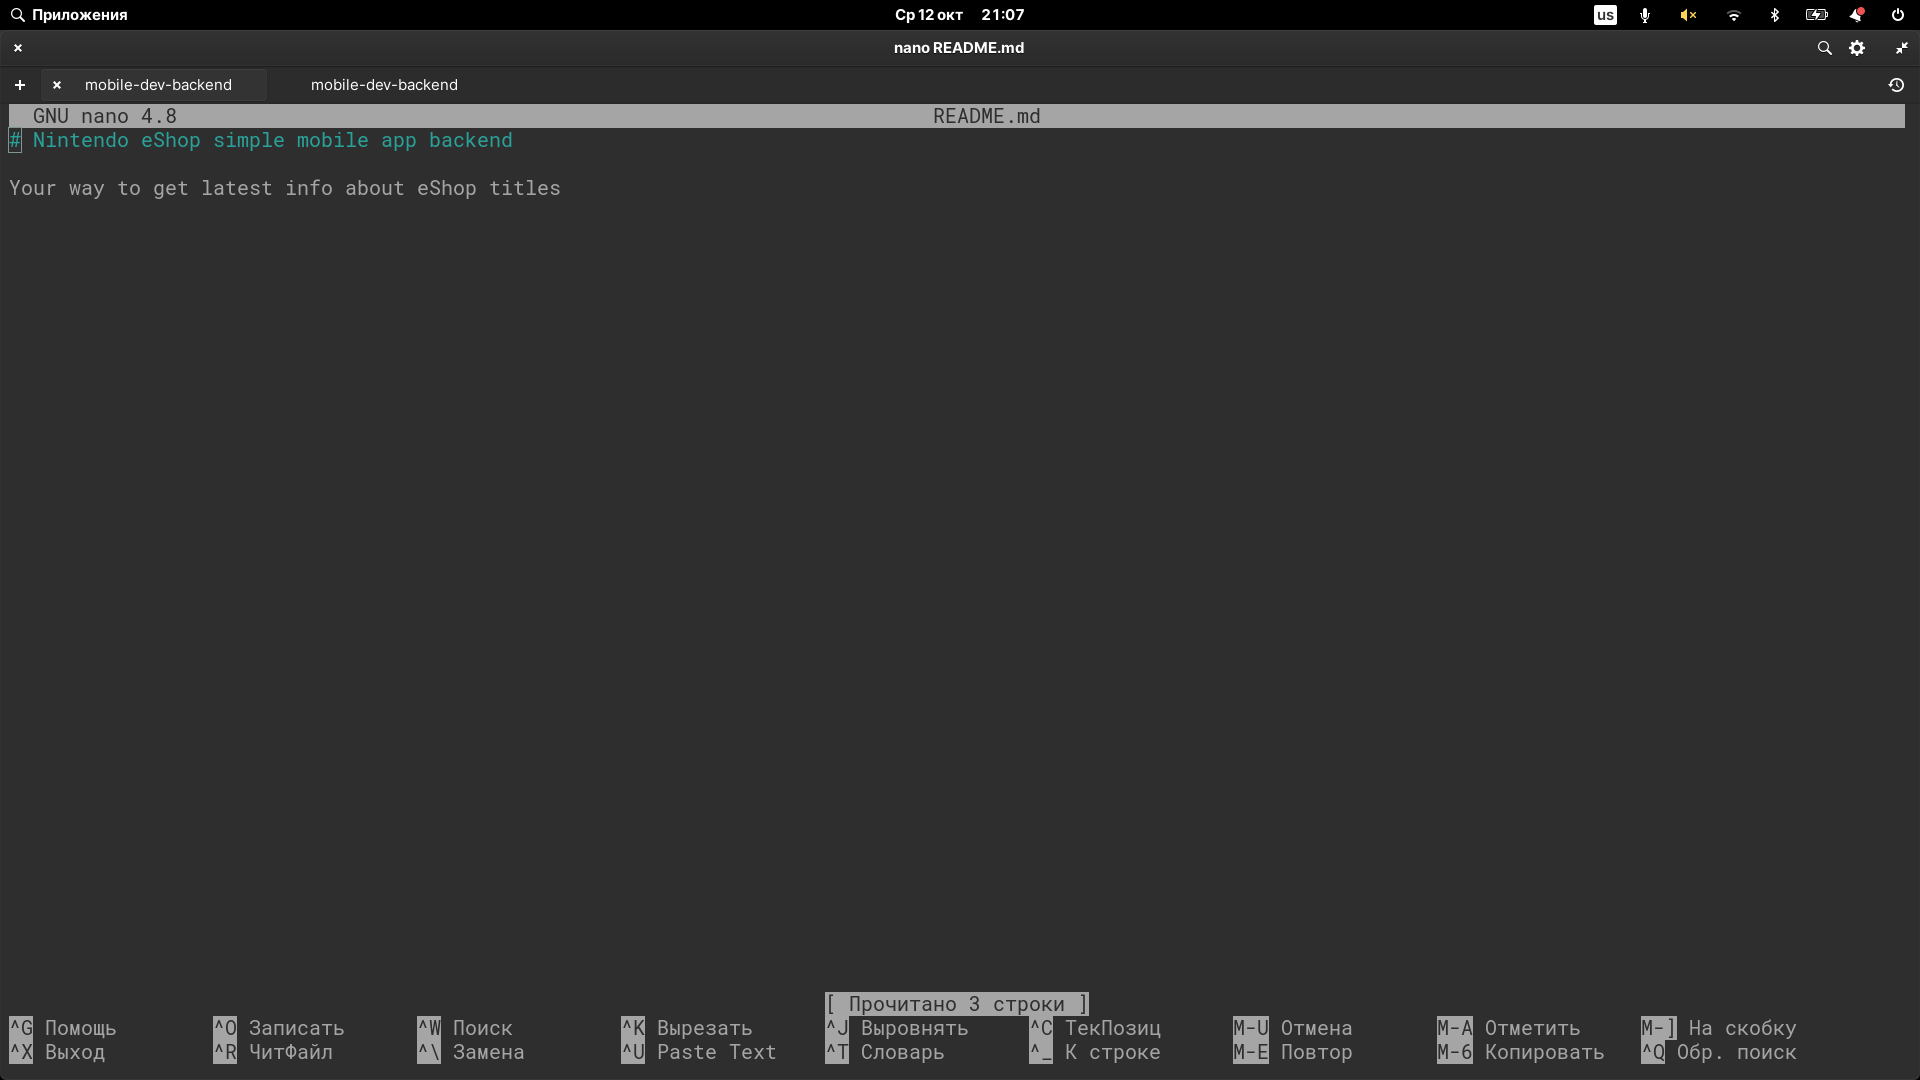 Приложения Ср 12 окт 21:07 us
nano README.md
mobile-dev-backend mobile-dev-backend
GNU nano 4.8 README.md
# Nintendo eShop simple mobile app backend
Your way to get latest info about eShop titles
[ Прочитано 3 строки ]
^G Помощь ^O Записать ^W Поиск ^K Вырезать ^J Выровнять ^C ТекПозиц M-U Отмена M-A Отметить M-] На скобку
^X Выход ^R ЧитФайл ^\ Замена ^U Paste Text ^T Словарь ^_ К строке M-E Повтор M-6 Копировать ^Q Обр. поиск